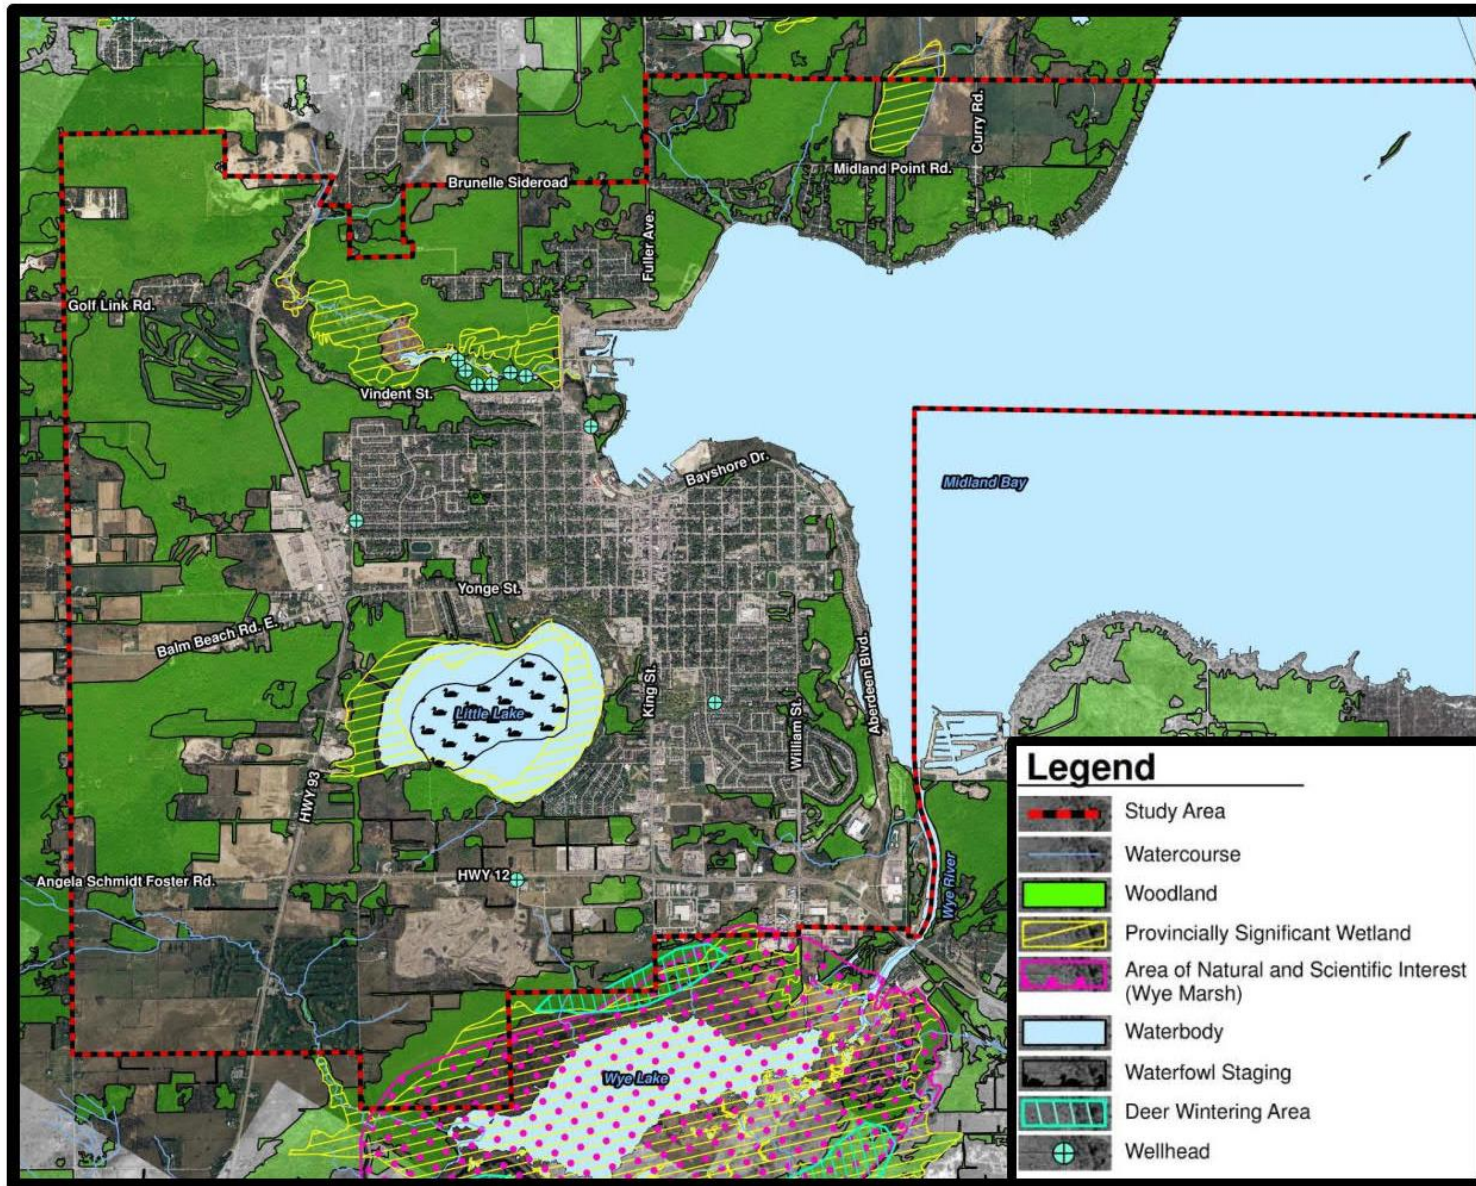 Midland Point Rd.
Curry Rd.
Brunelle Sideroad
Fuller Ave.
Golf Link Rd.
Vindent St.
Bayshore Dr.
Midland Bay
Yonge St.
Balm Beach Rd. E.
Little Lake
King St.
William St.
Aberdeen Blvd.
HWY 93
Angela Schmidt Foster Rd.
HWY 12
Wye River
Wye Lake
Legend
Study Area
Watercourse
Woodland
Provincially Significant Wetland
Area of Natural and Scientific Interest
(Wye Marsh)
Waterbody
Waterfowl Staging
Deer Wintering Area
Wellhead